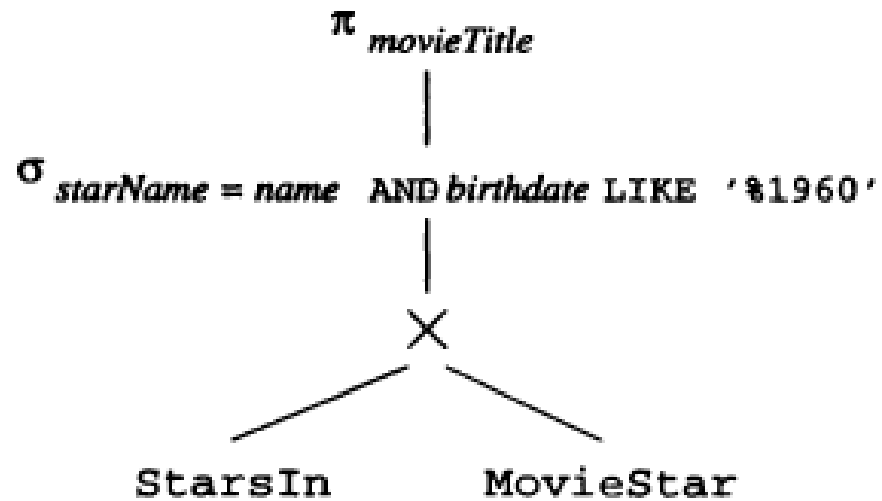 π movieTitle
σ starName = name AND birthdate LIKE '%1960'
×
StarsIn MovieStar